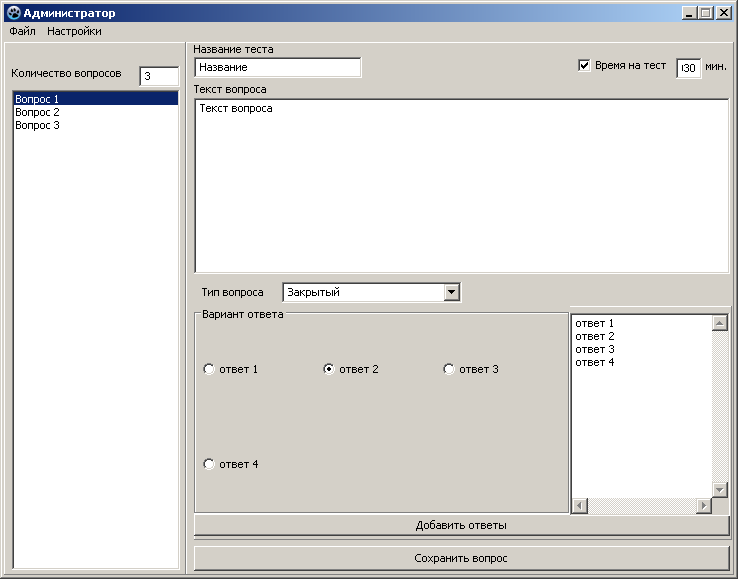 Администратор
Файл Настройки
Количество вопросов 3
Вопрос 1
Вопрос 2
Вопрос 3
Название теста
Название
Время на тест 30 мин.
Текст вопроса
Текст вопроса
Тип вопроса Закрытый
Вариант ответа
ответ 1 ответ 2 ответ 3
ответ 4
ответ 1
ответ 2
ответ 3
ответ 4
Добавить ответы
Сохранить вопрос